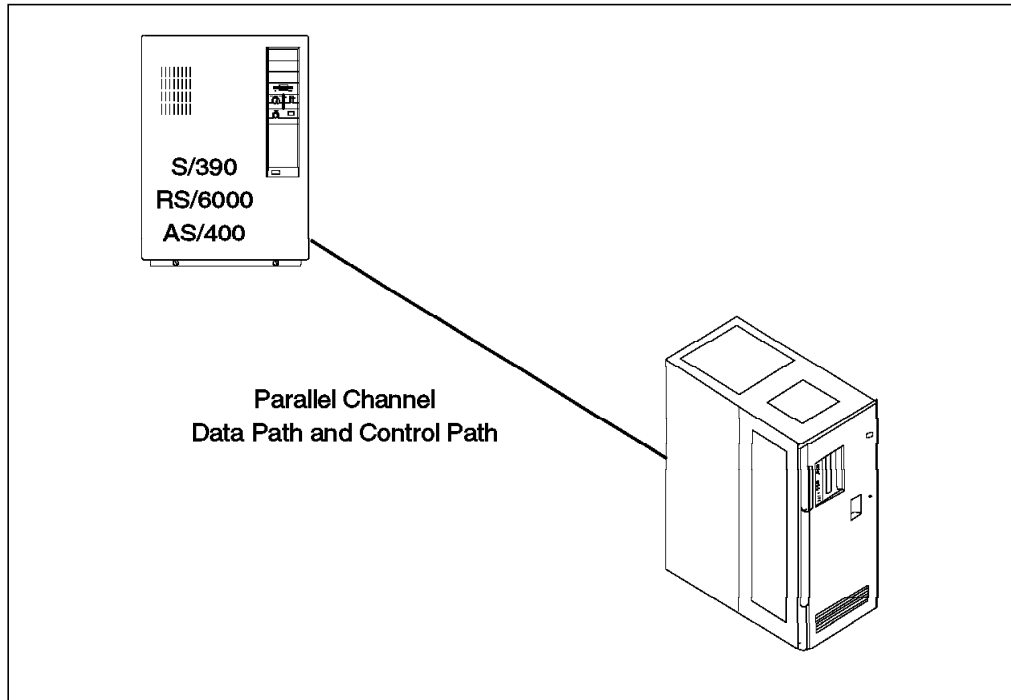 S/390
RS/6000
AS/400
Parallel Channel
Data Path and Control Path